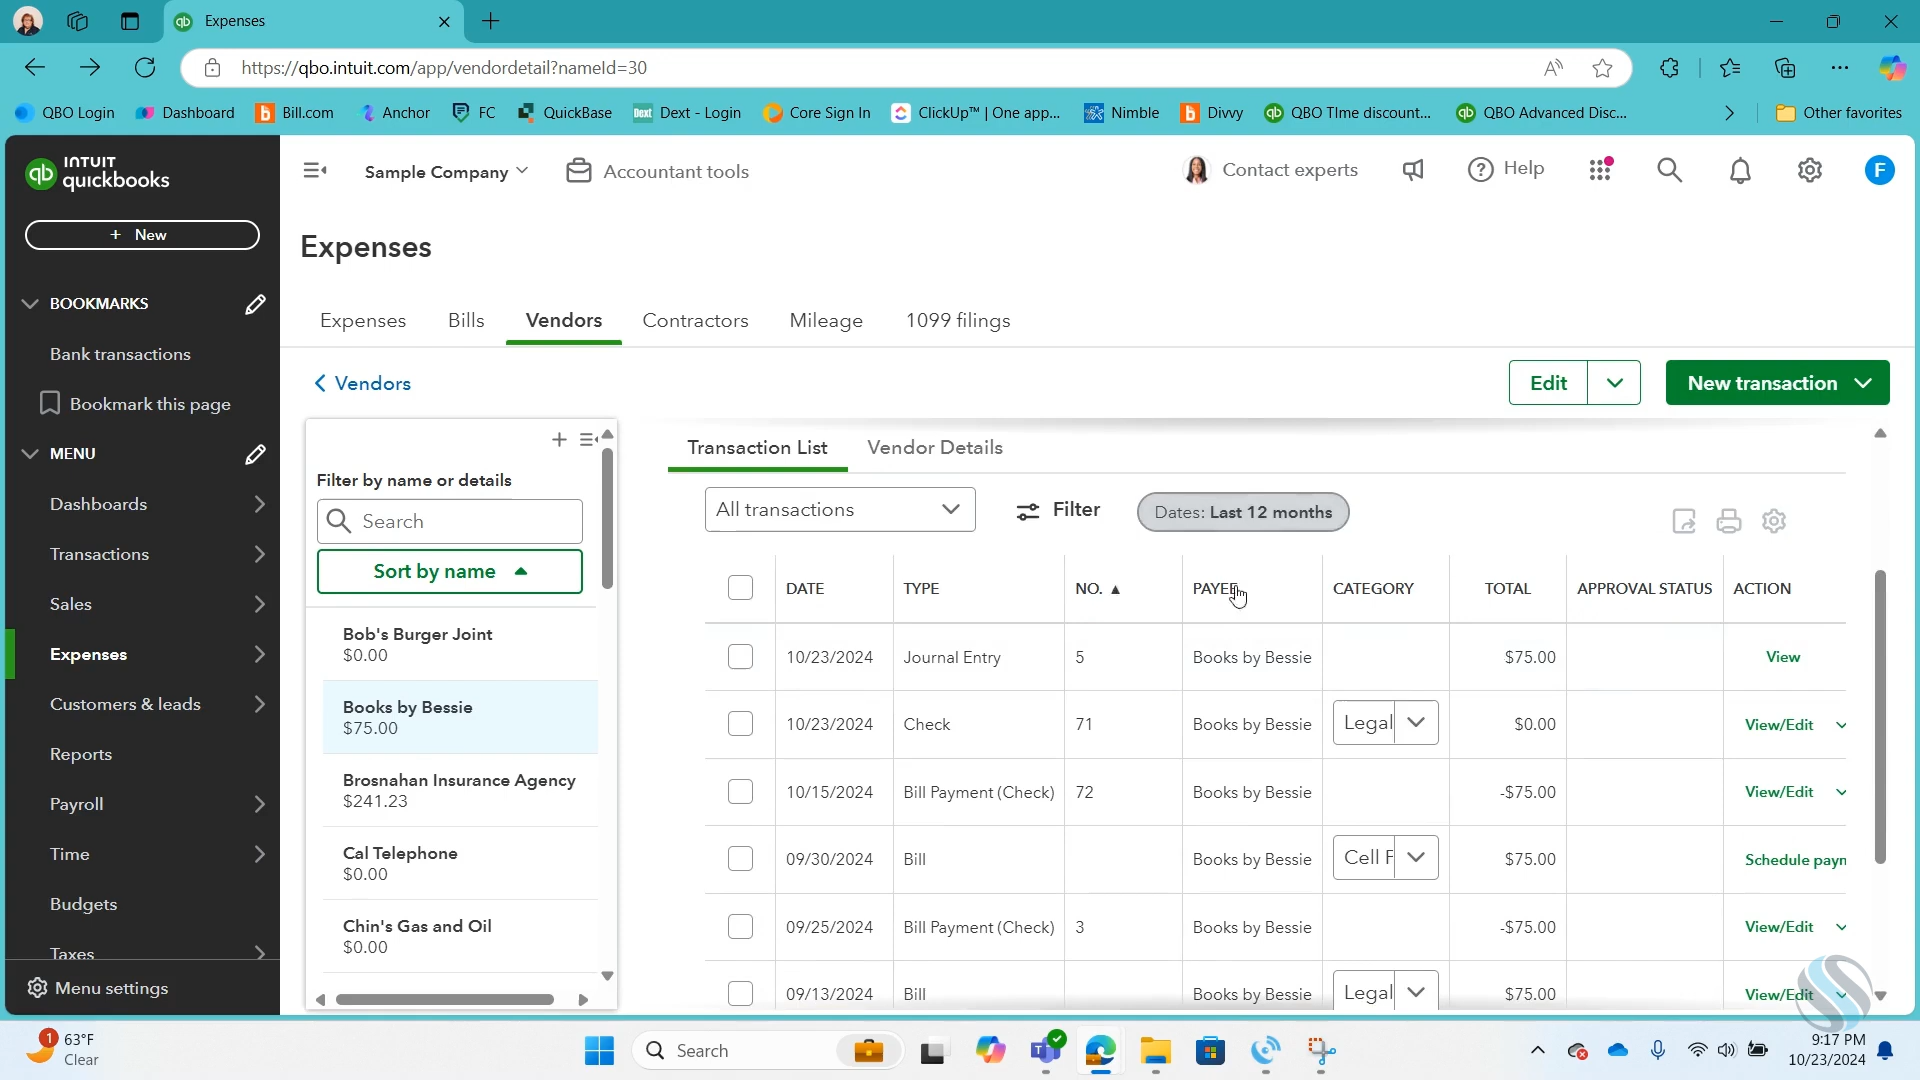 Expenses
https://qbo.intuit.com/app/vendordetail?nameId=30
QBO Login Dashboard Bill.com Anchor FC QuickBase Dext - Login Core Sign In ClickUp™ | One app... Nimble Divvy QBO TIme discount... QBO Advanced Disc... Other favorites
INTUIT
quickbooks
Sample Company
Accountant tools
Contact experts
Help
F
+ New
Expenses
BOOKMARKS
Bank transactions
Bookmark this page
MENU
Dashboards
Transactions
Sales
Expenses
Customers & leads
Reports
Payroll
Time
Budgets
Taxes
Menu settings
Expenses Bills Vendors Contractors Mileage 1099 filings
Vendors
Edit
New transaction
Filter by name or details
Search
Sort by name
Bob's Burger Joint
$0.00
Books by Bessie
$75.00
Brosnahan Insurance Agency
$241.23
Cal Telephone
$0.00
Chin's Gas and Oil
$0.00
Transaction List Vendor Details
All transactions
Filter
Dates: Last 12 months
DATE TYPE NO. ▲ PAYEE CATEGORY TOTAL APPROVAL STATUS ACTION
10/23/2024 Journal Entry 5 Books by Bessie $75.00 View
10/23/2024 Check 71 Books by Bessie Legal $0.00 View/Edit
10/15/2024 Bill Payment (Check) 72 Books by Bessie -$75.00 View/Edit
09/30/2024 Bill Books by Bessie Cell F $75.00 Schedule payn
09/25/2024 Bill Payment (Check) 3 Books by Bessie -$75.00 View/Edit
09/13/2024 Bill Books by Bessie Legal $75.00 View/Edit
1
63°F
Clear
Search
9:17 PM
10/23/2024